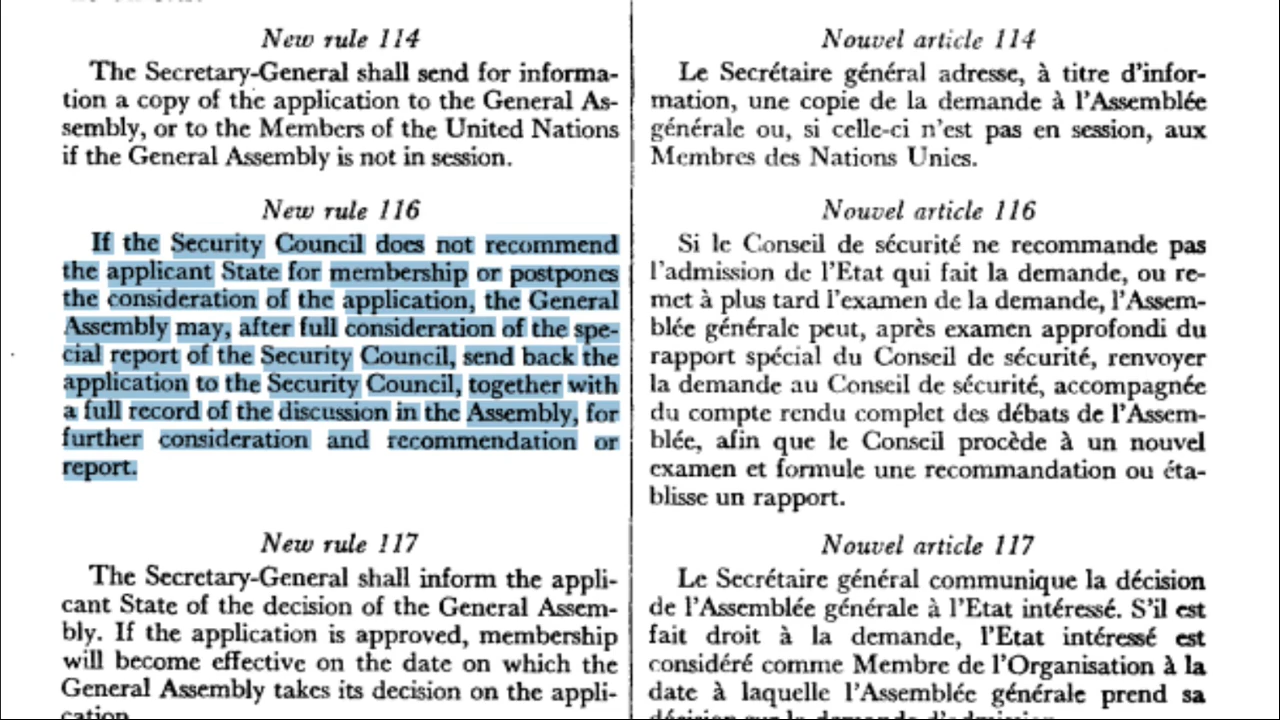 New rule 114
The Secretary-General shall send for informa-
tion a copy of the application to the General As-
sembly, or to the Members of the United Nations
if the General Assembly is not in session.
New rule 116
If the Security Council does not recommend
the applicant State for membership or postpones
the consideration of the application, the General
Assembly may, after full consideration of the spe-
cial report of the Security Council, send back the
application to the Security Council, together with
a full record of the discussion in the Assembly, for
further consideration and recommendation or
report.
New rule 117
The Secretary-General shall inform the appli-
cant State of the decision of the General Assem-
bly. If the application is approved, membership
will become effective on the date on which the
General Assembly takes its decision on the appli-
cation.
Nouvel article 114
Le Secrétaire général adresse, à titre d'infor-
mation, une copie de la demande à l'Assemblée
générale ou, si celle-ci n'est pas en session, aux
Membres des Nations Unies.
Nouvel article 116
Si le Conseil de sécurité ne recommande pas
l'admission de l'Etat qui fait la demande, ou re-
met à plus tard l'examen de la demande, l'Assem-
blée générale peut, après examen approfondi du
rapport spécial du Conseil de sécurité, renvoyer
la demande au Conseil de sécurité, accompagnée
du compte rendu complet des débats de l'Assem-
blée, afin que le Conseil procède à un nouvel
examen et formule une recommandation ou éta-
blisse un rapport.
Nouvel article 117
Le Secrétaire général communique la décision
de l'Assemblée générale à l'Etat intéressé. S'il est
fait droit à la demande, l'Etat intéressé est
considéré comme Membre de l'Organisation à la
date à laquelle l'Assemblée générale prend sa
décision sur la demande d'admission.